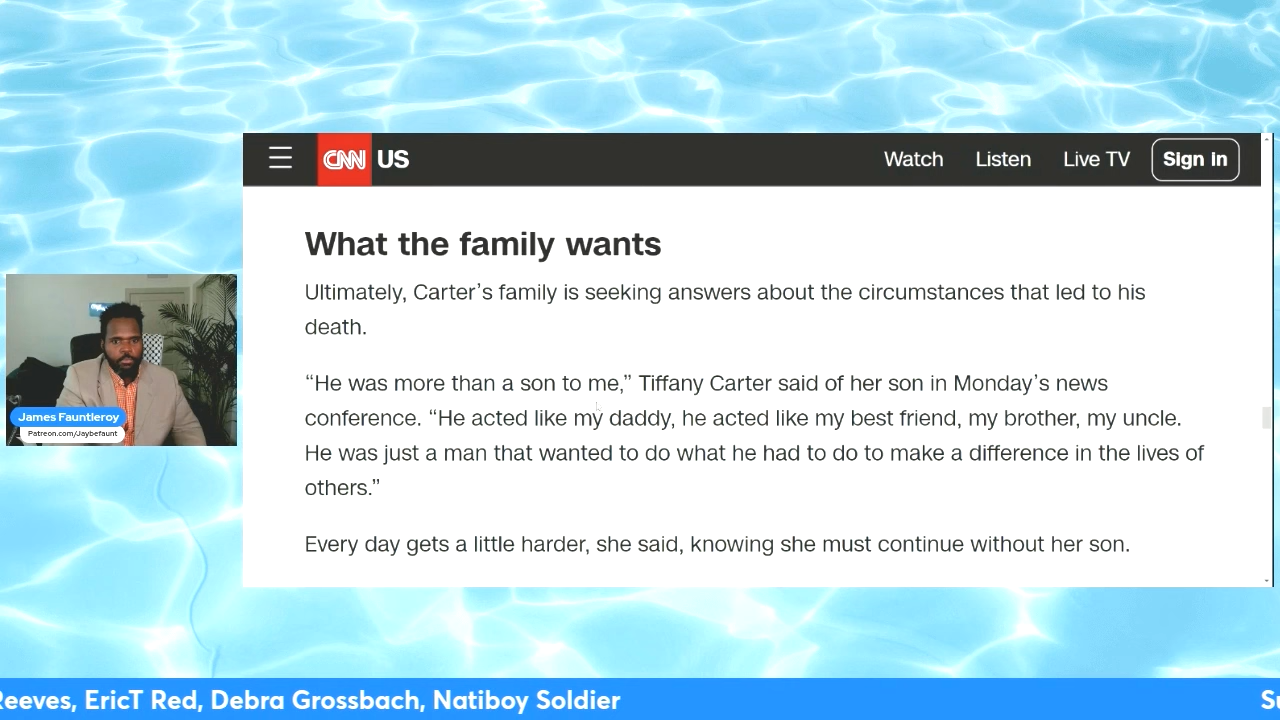 CNN US
Watch Listen Live TV Sign in
What the family wants
Ultimately, Carter’s family is seeking answers about the circumstances that led to his
death.
“He was more than a son to me,” Tiffany Carter said of her son in Monday’s news
conference. “He acted like my daddy, he acted like my best friend, my brother, my uncle.
He was just a man that wanted to do what he had to do to make a difference in the lives of
others.”
Every day gets a little harder, she said, knowing she must continue without her son.
James Fauntleroy
Patreon.com/Jaybefaunt
Reeves, EricT Red, Debra Grossbach, Natiboy Soldier